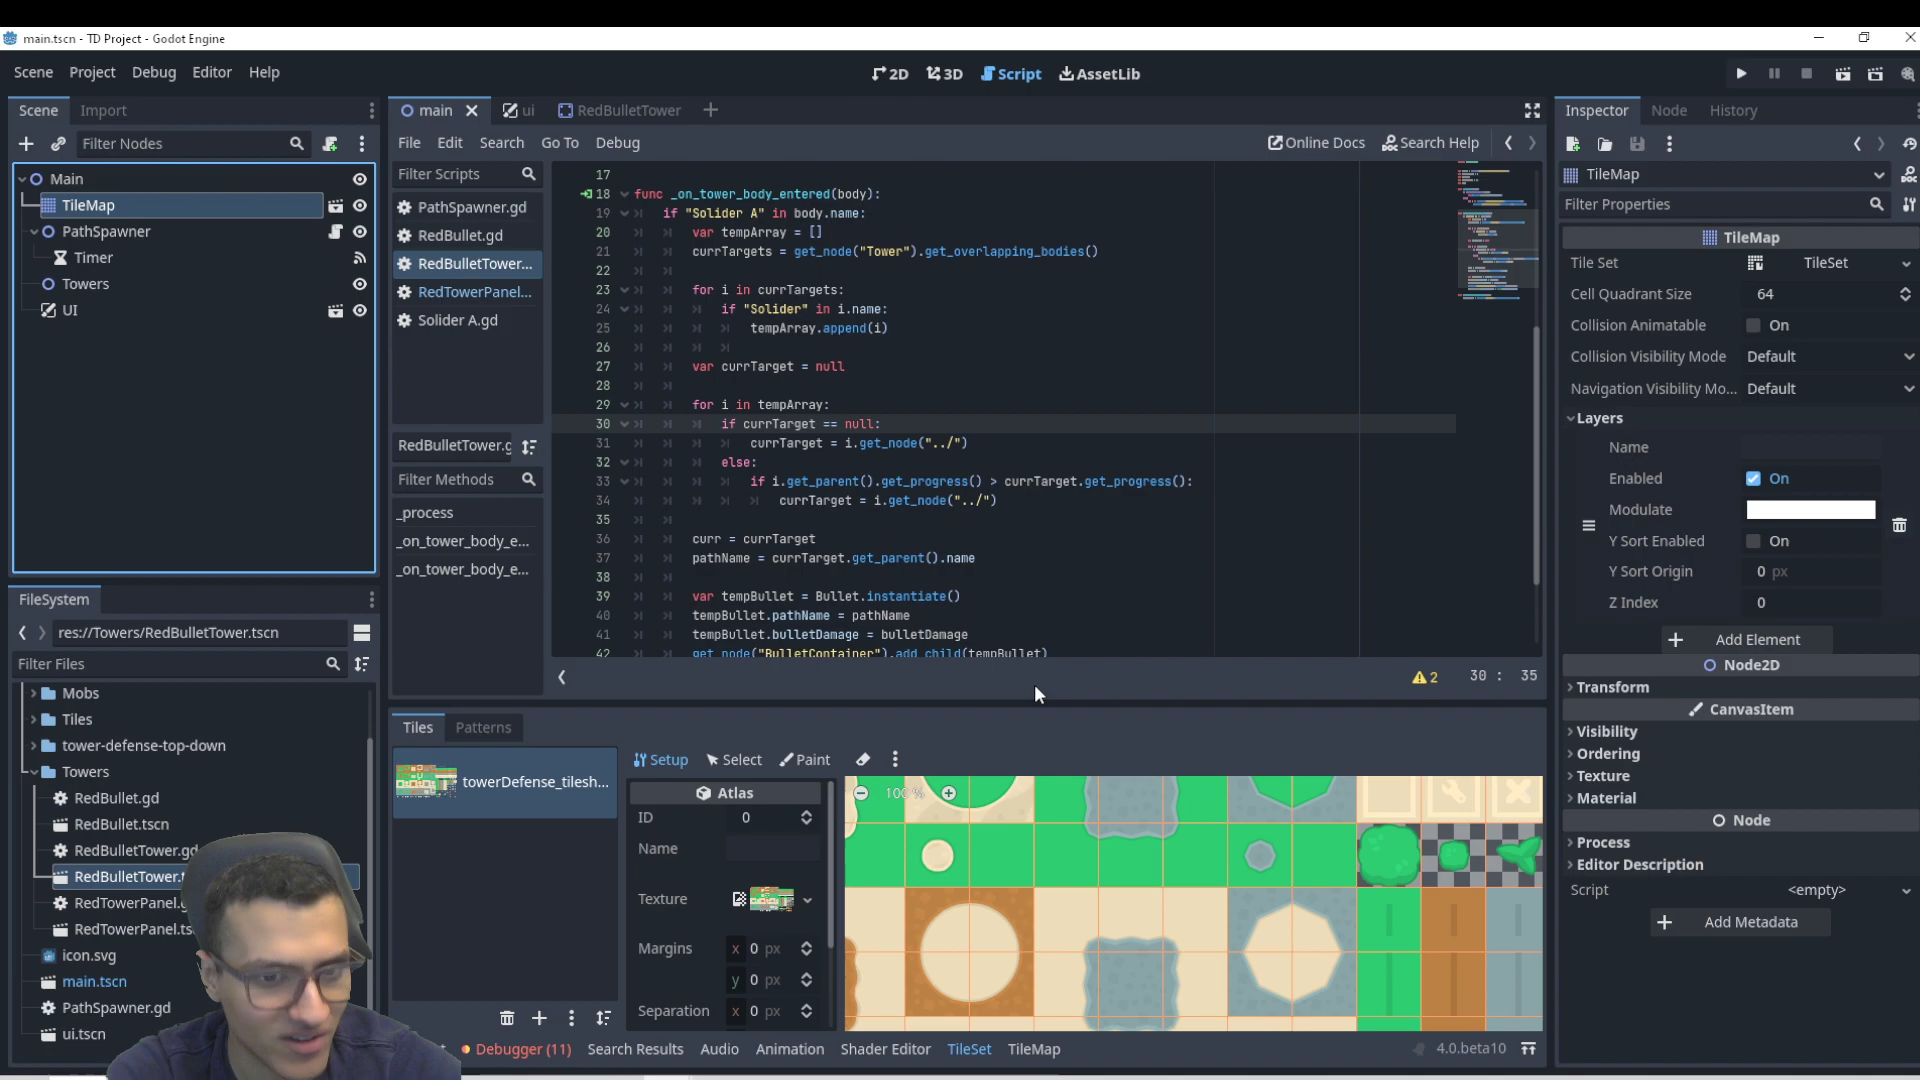 main.tscn - TD Project - Godot Engine
Scene Project Debug Editor Help
2D 3D Script AssetLib
Scene Import
Filter Nodes
Main
TileMap
PathSpawner
Timer
Towers
UI
FileSystem
res://Towers/RedBulletTower.tscn
Filter Files
Mobs
Tiles
tower-defense-top-down
Towers
RedBullet.gd
RedBullet.tscn
RedBulletTower.gd
RedBulletTower.t
RedTowerPanel.g
RedTowerPanel.tsc
icon.svg
main.tscn
PathSpawner.gd
ui.tscn
main ui RedBulletTower
File Edit Search Go To Debug
Online Docs Search Help
Filter Scripts
PathSpawner.gd
RedBullet.gd
RedBulletTower...
RedTowerPanel...
Solider A.gd
RedBulletTower.g
Filter Methods
_process
_on_tower_body_e...
_on_tower_body_e...
17
18 func _on_tower_body_entered(body):
19 if "Solider A" in body.name:
20 var tempArray = []
21 currTargets = get_node("Tower").get_overlapping_bodies()
22
23 for i in currTargets:
24 if "Solider" in i.name:
25 tempArray.append(i)
26
27 var currTarget = null
28
29 for i in tempArray:
30 if currTarget == null:
31 currTarget = i.get_node("../")
32 else:
33 if i.get_parent().get_progress() > currTarget.get_progress():
34 currTarget = i.get_node("../")
35
36 curr = currTarget
37 pathName = currTarget.get_parent().name
38
39 var tempBullet = Bullet.instantiate()
40 tempBullet.pathName = pathName
41 tempBullet.bulletDamage = bulletDamage
42 get_node("BulletContainer").add_child(tempBullet)
2 30 : 35
Tiles Patterns
towerDefense_tilesh...
Setup Select Paint
Atlas
ID 0
Name
Texture
Margins x 0 px
y 0 px
Separation x 0 px
100 %
Debugger (11) Search Results Audio Animation Shader Editor TileSet TileMap 4.0.beta10
Inspector Node History
TileMap
Filter Properties
TileMap
Tile Set TileSet
Cell Quadrant Size 64
Collision Animatable On
Collision Visibility Mode Default
Navigation Visibility Mo... Default
Layers
Name
Enabled On
Modulate
Y Sort Enabled On
Y Sort Origin 0 px
Z Index 0
Add Element
Node2D
Transform
CanvasItem
Visibility
Ordering
Texture
Material
Node
Process
Editor Description
Script <empty>
Add Metadata